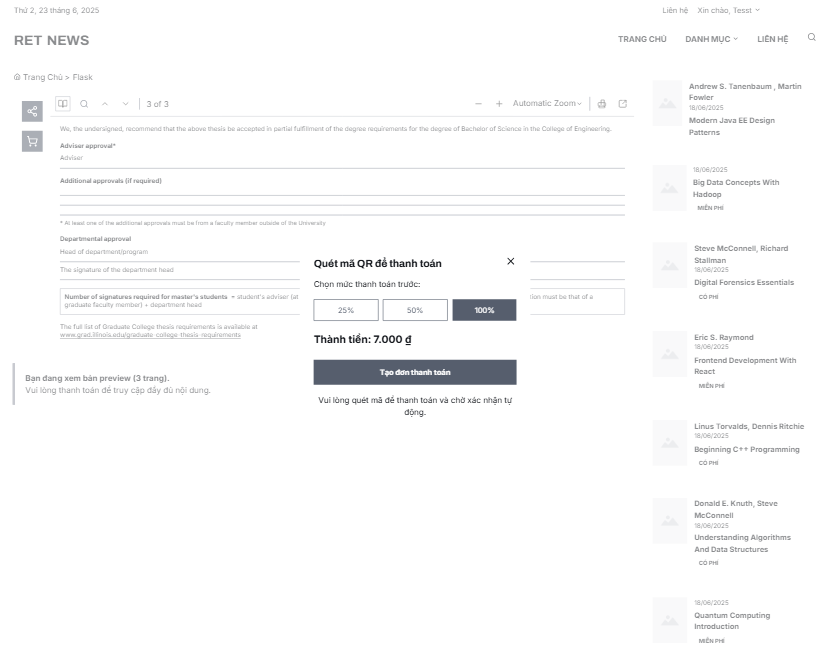 Thứ 2, 23 tháng 6, 2025
Liên hệ
Xin chào, Tesst
RET NEWS
TRANG CHỦ
DANH MỤC
LIÊN HỆ
Trang Chủ > Flask
3 of 3
Automatic Zoom
We, the undersigned, recommend that the above thesis be accepted in partial fulfillment of the degree requirements for the degree of Bachelor of Science in the College of Engineering.
Adviser approval*
Adviser
Additional approvals (if required)
* At least one of the additional approvals must be from a faculty member outside of the University
Departmental approval
Head of department/program
The signature of the department head
Number of signatures required for master's students = student's adviser (at
tion must be that of a
graduate faculty member) + department head
The full list of Graduate College thesis requirements is available at
www.grad.illinois.edu/graduate-college-thesis-requirements
Quét mã QR để thanh toán
Chọn mức thanh toán trước:
25%
50%
100%
Thành tiền: 7.000 ₫
Tạo đơn thanh toán
Vui lòng quét mã để thanh toán và chờ xác nhận tự
động.
Bạn đang xem bản preview (3 trang).
Vui lòng thanh toán để truy cập đầy đủ nội dung.
Andrew S. Tanenbaum , Martin
Fowler
18/06/2025
Modern Java EE Design
Patterns
18/06/2025
Big Data Concepts With
Hadoop
MIỄN PHÍ
Steve McConnell, Richard
Stallman
18/06/2025
Digital Forensics Essentials
CÓ PHÍ
Eric S. Raymond
18/06/2025
Frontend Development With
React
MIỄN PHÍ
Linus Torvalds, Dennis Ritchie
18/06/2025
Beginning C++ Programming
CÓ PHÍ
Donald E. Knuth, Steve
McConnell
18/06/2025
Understanding Algorithms
And Data Structures
CÓ PHÍ
18/06/2025
Quantum Computing
Introduction
MIỄN PHÍ